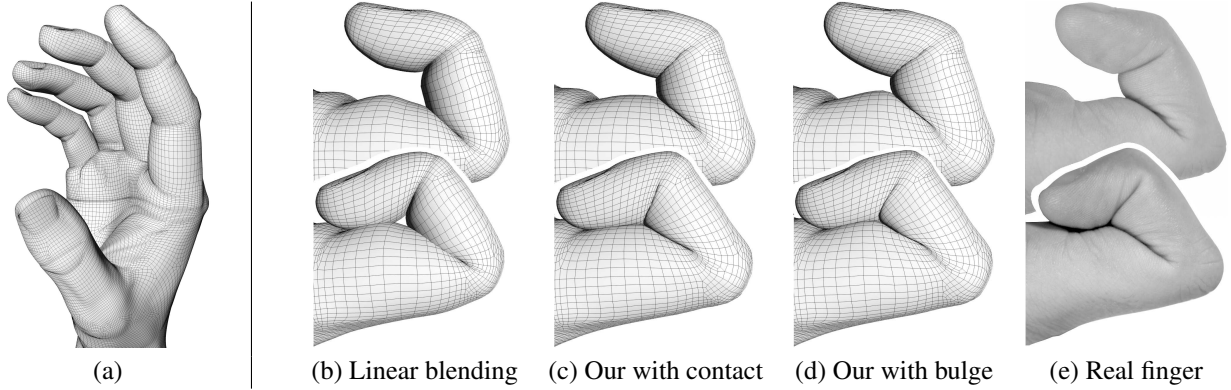 (a)
(b) Linear blending
(c) Our with contact
(d) Our with bulge
(e) Real finger